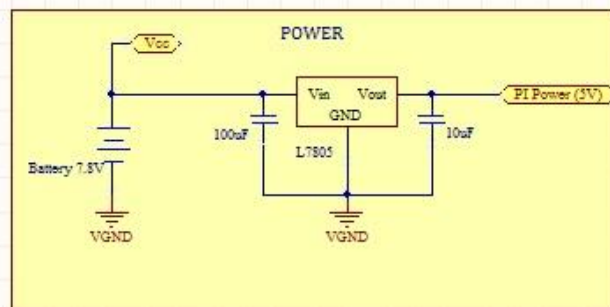 POWER
Vcc
Vin Vout
GND
100uF
10uF
L7805
PI Power (5V)
Battery 7.8V
VGND
VGND